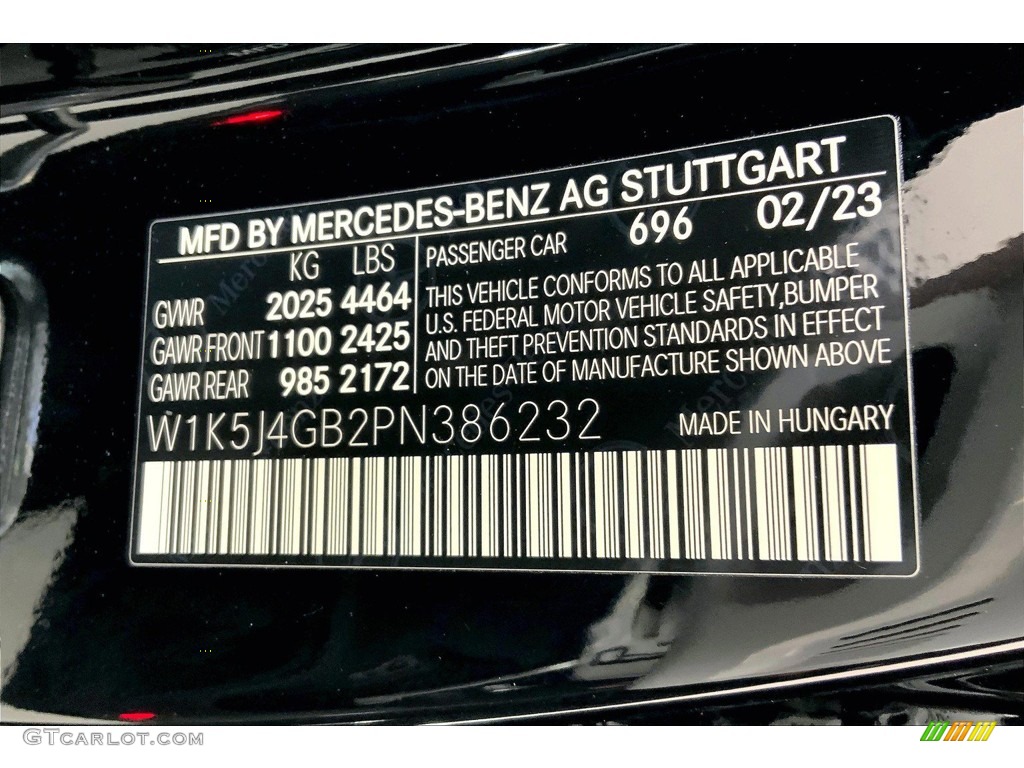 MFD BY MERCEDES-BENZ AG STUTTGART
KG LBS
GVWR 2025 4464
GAWR FRONT 1100 2425
GAWR REAR 985 2172
PASSENGER CAR 696 02/23
THIS VEHICLE CONFORMS TO ALL APPLICABLE
U.S. FEDERAL MOTOR VEHICLE SAFETY, BUMPER
AND THEFT PREVENTION STANDARDS IN EFFECT
ON THE DATE OF MANUFACTURE SHOWN ABOVE
W1K5J4GB2PN386232 MADE IN HUNGARY
GTCarLot.com